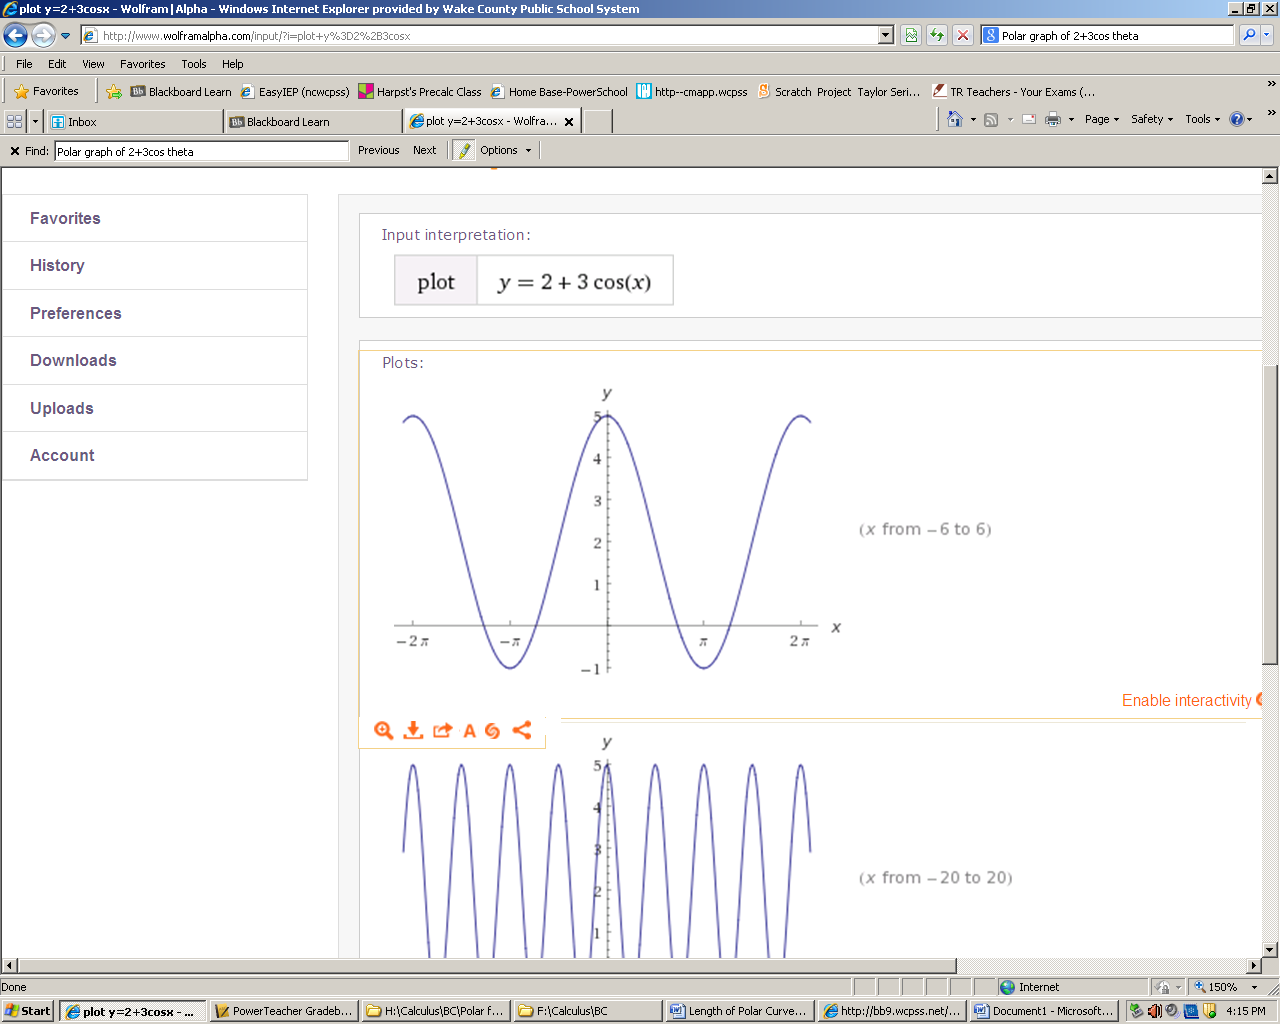 plot y=2+3cosx - Wolfram|Alpha - Windows Internet Explorer provided by Wake County Public School System
http://www.wolframalpha.com/input/?i=plot+y%3D2%2B3cosx
Polar graph of 2+3cos theta
File Edit View Favorites Tools Help
Favorites Blackboard Learn EasyIEP (ncwcpss) Harpst's Precalc Class Home Base-PowerSchool http--cmapp.wcpss Scratch Project Taylor Seri... TR Teachers - Your Exams (...
Inbox Blackboard Learn plot y=2+3cosx - Wolfra... Page Safety Tools
Find: Polar graph of 2+3cos theta Previous Next Options
Favorites
History
Preferences
Downloads
Uploads
Account
Input interpretation:
plot y = 2 + 3 cos(x)
Plots:
y
5
4
3
2
1
−2π −π π 2π x
−1
(x from −6 to 6)
Enable interactivity
A
y
5
4
3
2
1
(x from −20 to 20)
Done Internet 150%
Start plot y=2+3cosx - ... PowerTeacher Gradeb... H:\Calculus\BC\Polar f... F:\Calculus\BC Length of Polar Curve... http://bb9.wcpss.net/... Document1 - Microsoft... 4:15 PM